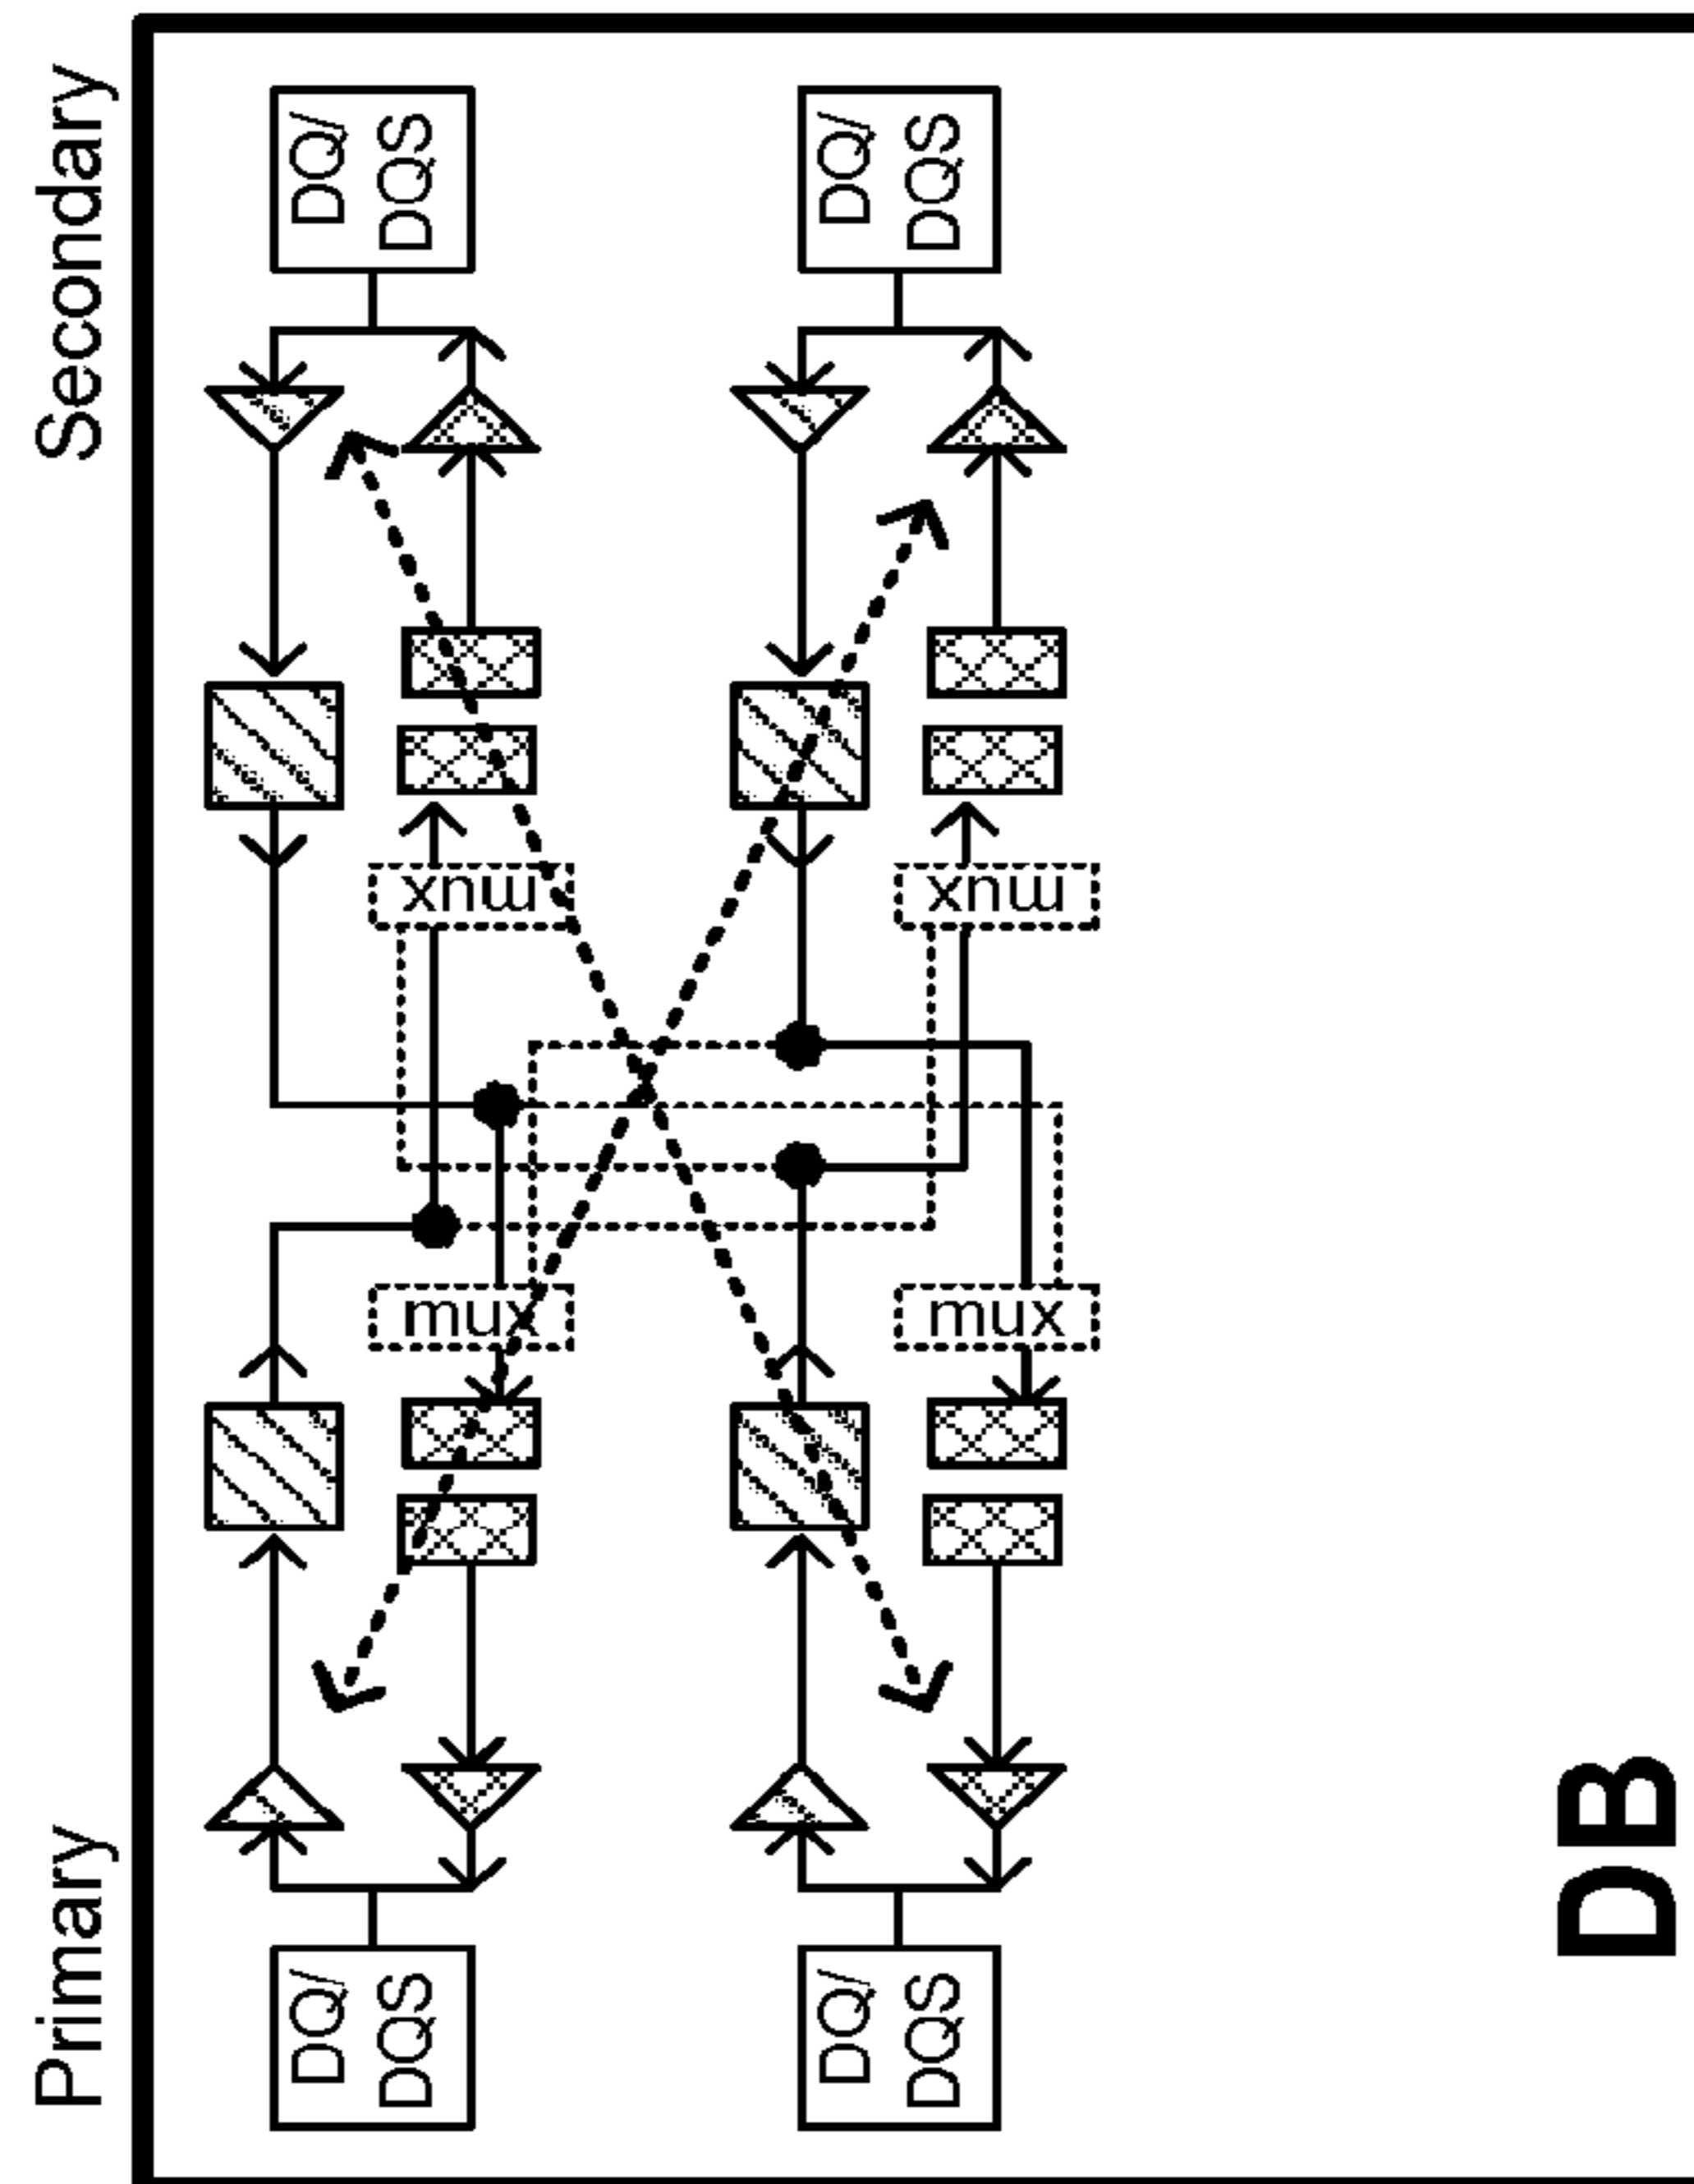 Primary
Secondary
DQ/
DQS
DQ/
DQS
mux
mux
DQ/
DQS
DQ/
DQS
mux
mux
DB